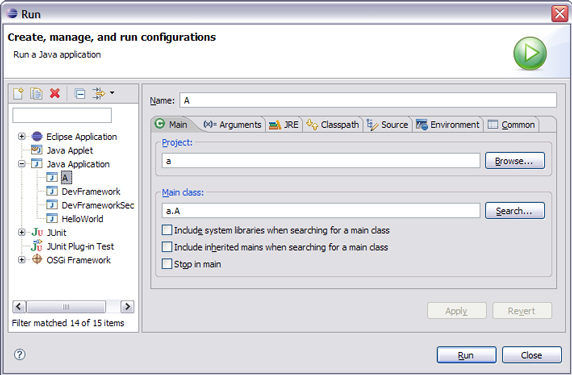 Run
Create, manage, and run configurations
Run a Java application
Name: A
Main (x)= Arguments JRE Classpath Source Environment Common
Eclipse Application
Java Applet
Java Application
A
DevFramework
DevFrameworkSec
HelloWorld
JUnit
JUnit Plug-in Test
OSGi Framework
Filter matched 14 of 15 items
Project:
a
Browse...
Main class:
a.A
Search...
Include system libraries when searching for a main class
Include inherited mains when searching for a main class
Stop in main
Apply Revert
Run Close